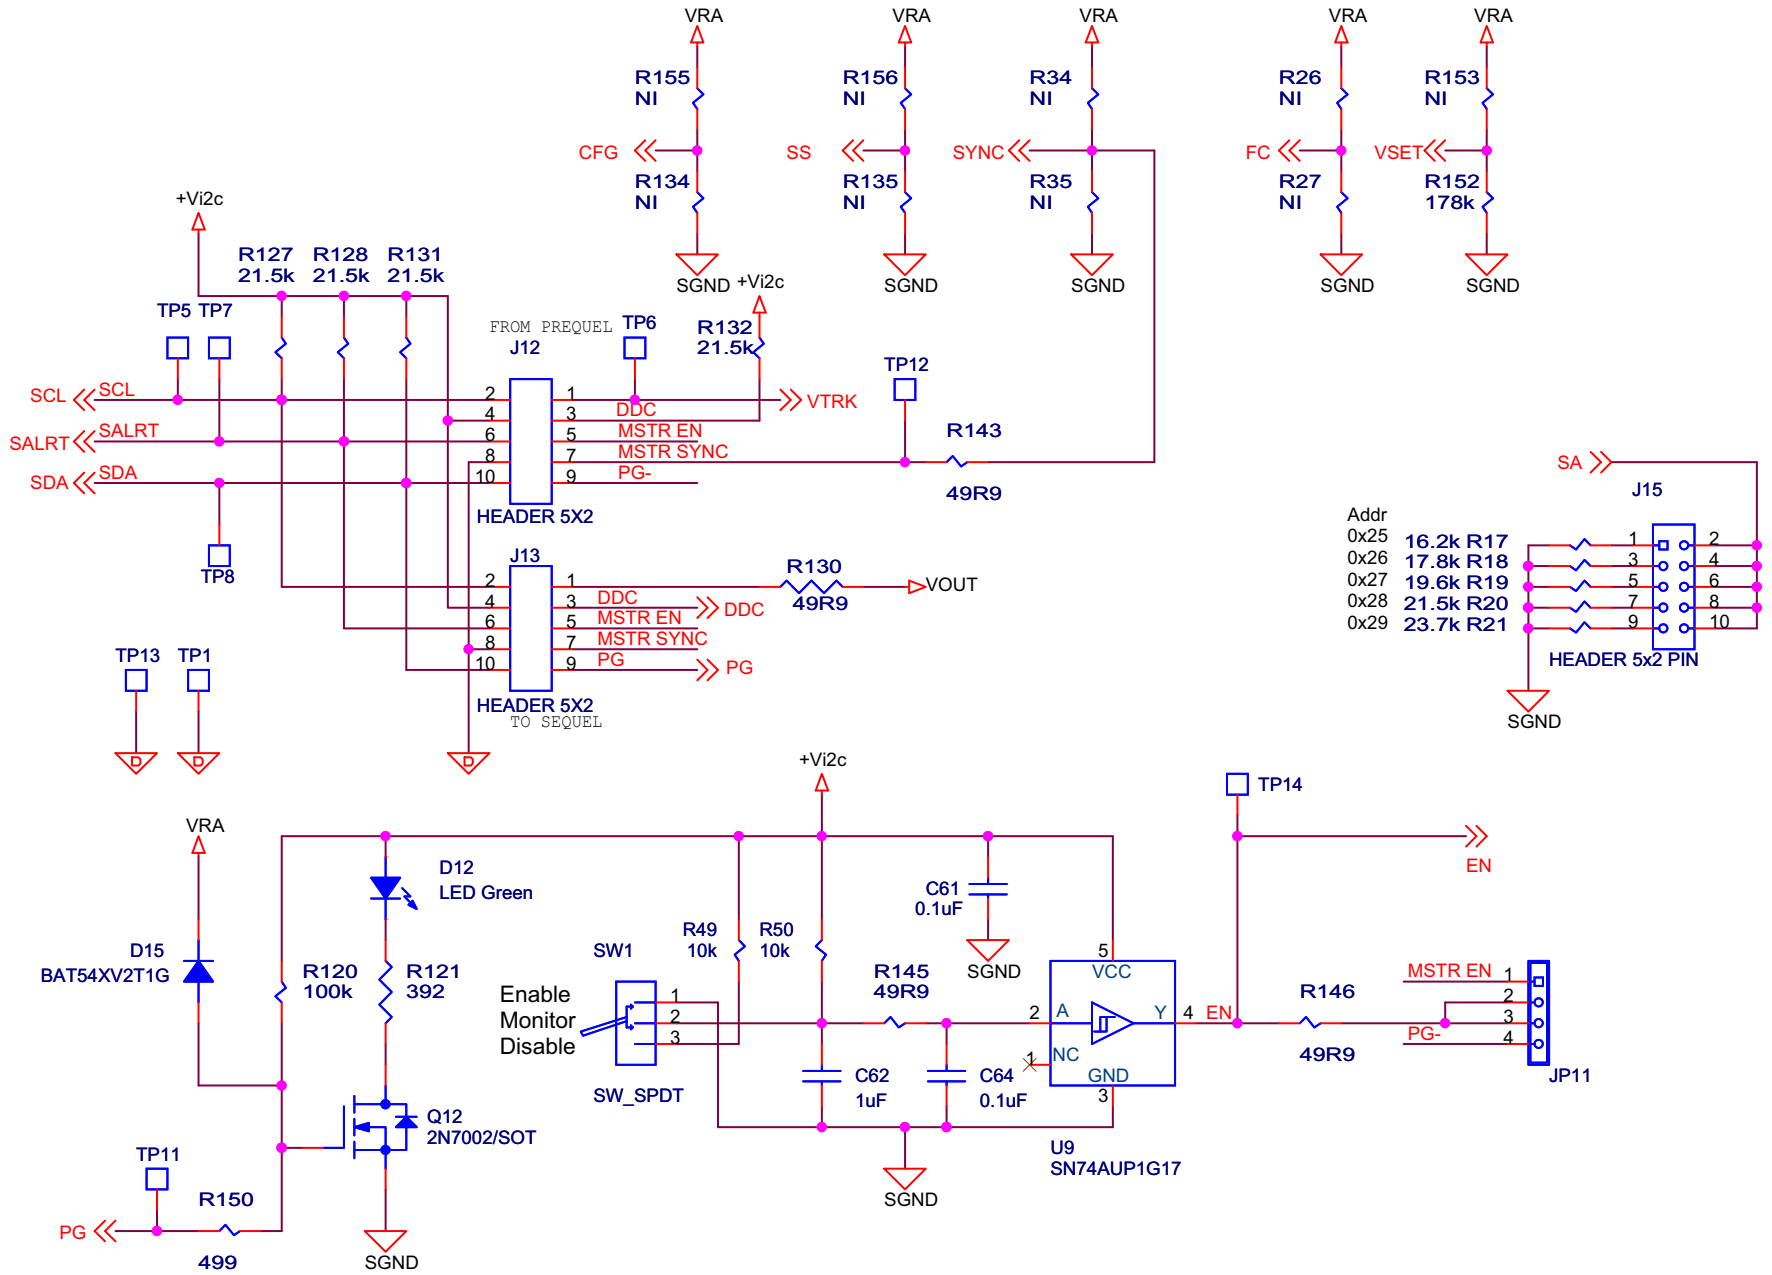 VRA VRA VRA VRA VRA
R155 NI R156 NI R34 NI R26 NI R153 NI
CFG SS SYNC FC VSET
R134 NI R135 NI R35 NI R27 NI R152 178k
SGND SGND SGND SGND SGND
+Vi2c
R127 R128 R131
21.5k 21.5k 21.5k
TP5 TP7
+Vi2c
FROM PREQUEL TP6
J12
R132
21.5k
TP12
SCL SCL 2 1 VTRK
4 3 DDC
SALRT SALRT 6 5 MSTR EN
8 7 MSTR SYNC
SDA SDA 10 9 PG-
HEADER 5X2
R143
49R9
TP8
J13
2 1
R130
49R9
VOUT
4 3 DDC DDC
6 5 MSTR EN
8 7 MSTR SYNC
10 9 PG PG
HEADER 5X2
TO SEQUEL
TP13 TP1
D D D
SA
J15
Addr
0x25 16.2k R17 1 2
0x26 17.8k R18 3 4
0x27 19.6k R19 5 6
0x28 21.5k R20 7 8
0x29 23.7k R21 9 10
HEADER 5x2 PIN
SGND
+Vi2c
TP14
EN
VRA
D12
LED Green
D15
BAT54XV2T1G
R120
100k
R121
392
Q12
2N7002/SOT
TP11
R150
499
PG
SGND
SW1
Enable
Monitor
Disable
1
2
3
SW_SPDT
R49
10k
R50
10k
C61
0.1uF
SGND
R145
49R9
C62
1uF
C64
0.1uF
SGND
5
VCC
2 A Y 4 EN
1 NC
GND
3
U9
SN74AUP1G17
R146
49R9
MSTR EN 1
2
3
PG- 4
JP11